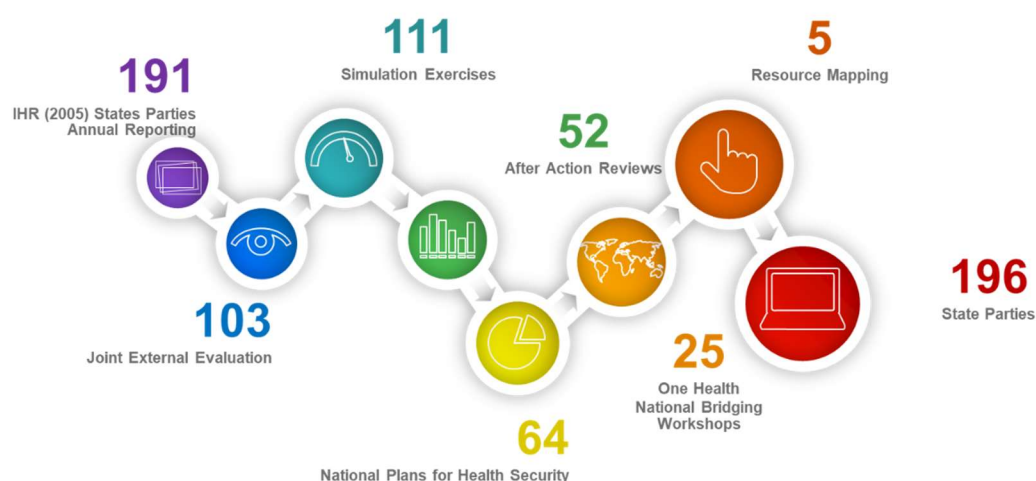 111
Simulation Exercises
5
Resource Mapping
191
IHR (2005) States Parties
Annual Reporting
52
After Action Reviews
196
State Parties
103
Joint External Evaluation
25
One Health
National Bridging
Workshops
64
National Plans for Health Security